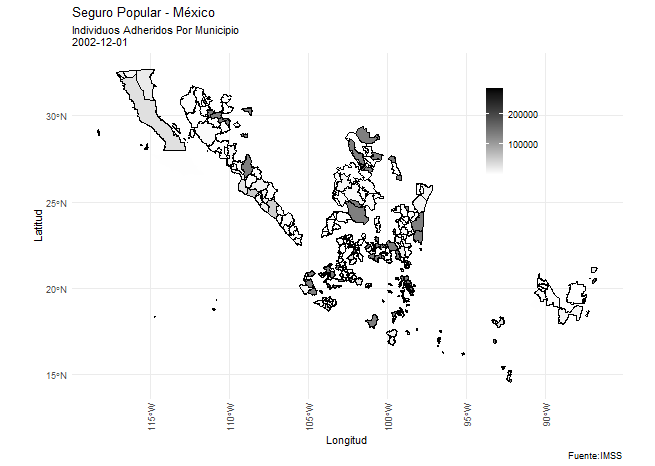 Seguro Popular - México
Individuos Adheridos Por Municipio
2002-12-01
30°N
25°N
20°N
15°N
200000
100000
Latitud
115°W
110°W
105°W
100°W
95°W
90°W
Longitud
Fuente:IMSS